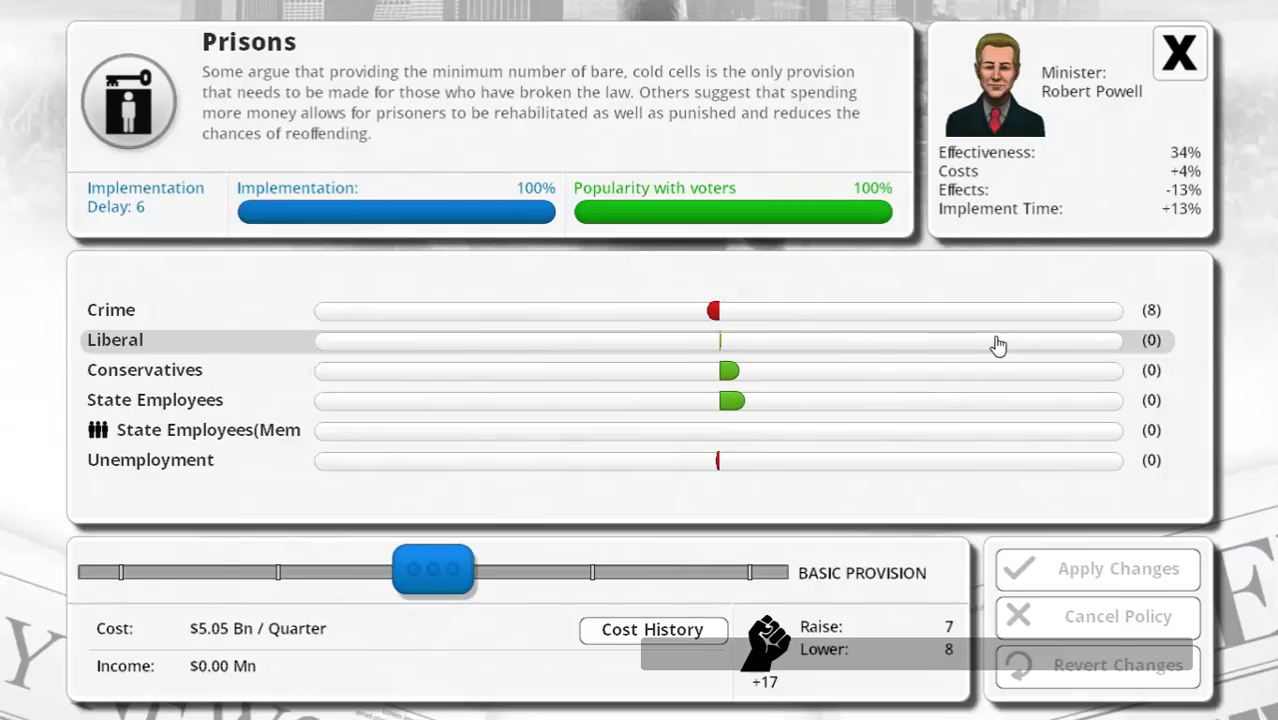 Prisons
Some argue that providing the minimum number of bare, cold cells is the only provision
that needs to be made for those who have broken the law. Others suggest that spending
more money allows for prisoners to be rehabilitated as well as punished and reduces the
chances of reoffending.
Implementation
Delay: 6
Implementation: 100%
Popularity with voters 100%
X
Minister:
Robert Powell
Effectiveness: 34%
Costs +4%
Effects: -13%
Implement Time: +13%
Crime (8)
Liberal (0)
Conservatives (0)
State Employees (0)
State Employees(Mem (0)
Unemployment (0)
BASIC PROVISION
Cost: $5.05 Bn / Quarter
Income: $0.00 Mn
Cost History
Raise: 7
Lower: 8
+17
Apply Changes
Cancel Policy
Revert Changes